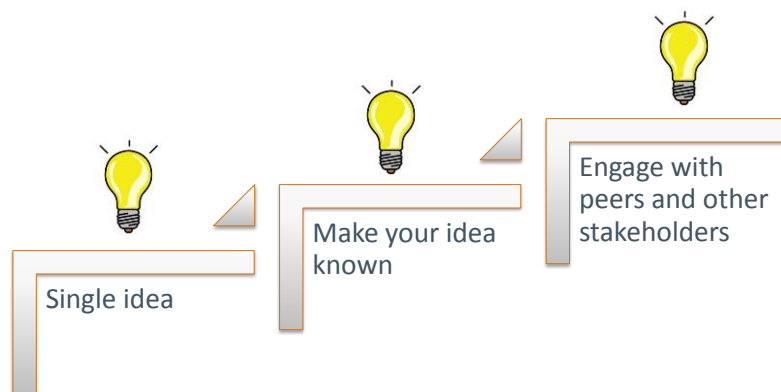 Single idea
Make your idea
known
Engage with
peers and other
stakeholders